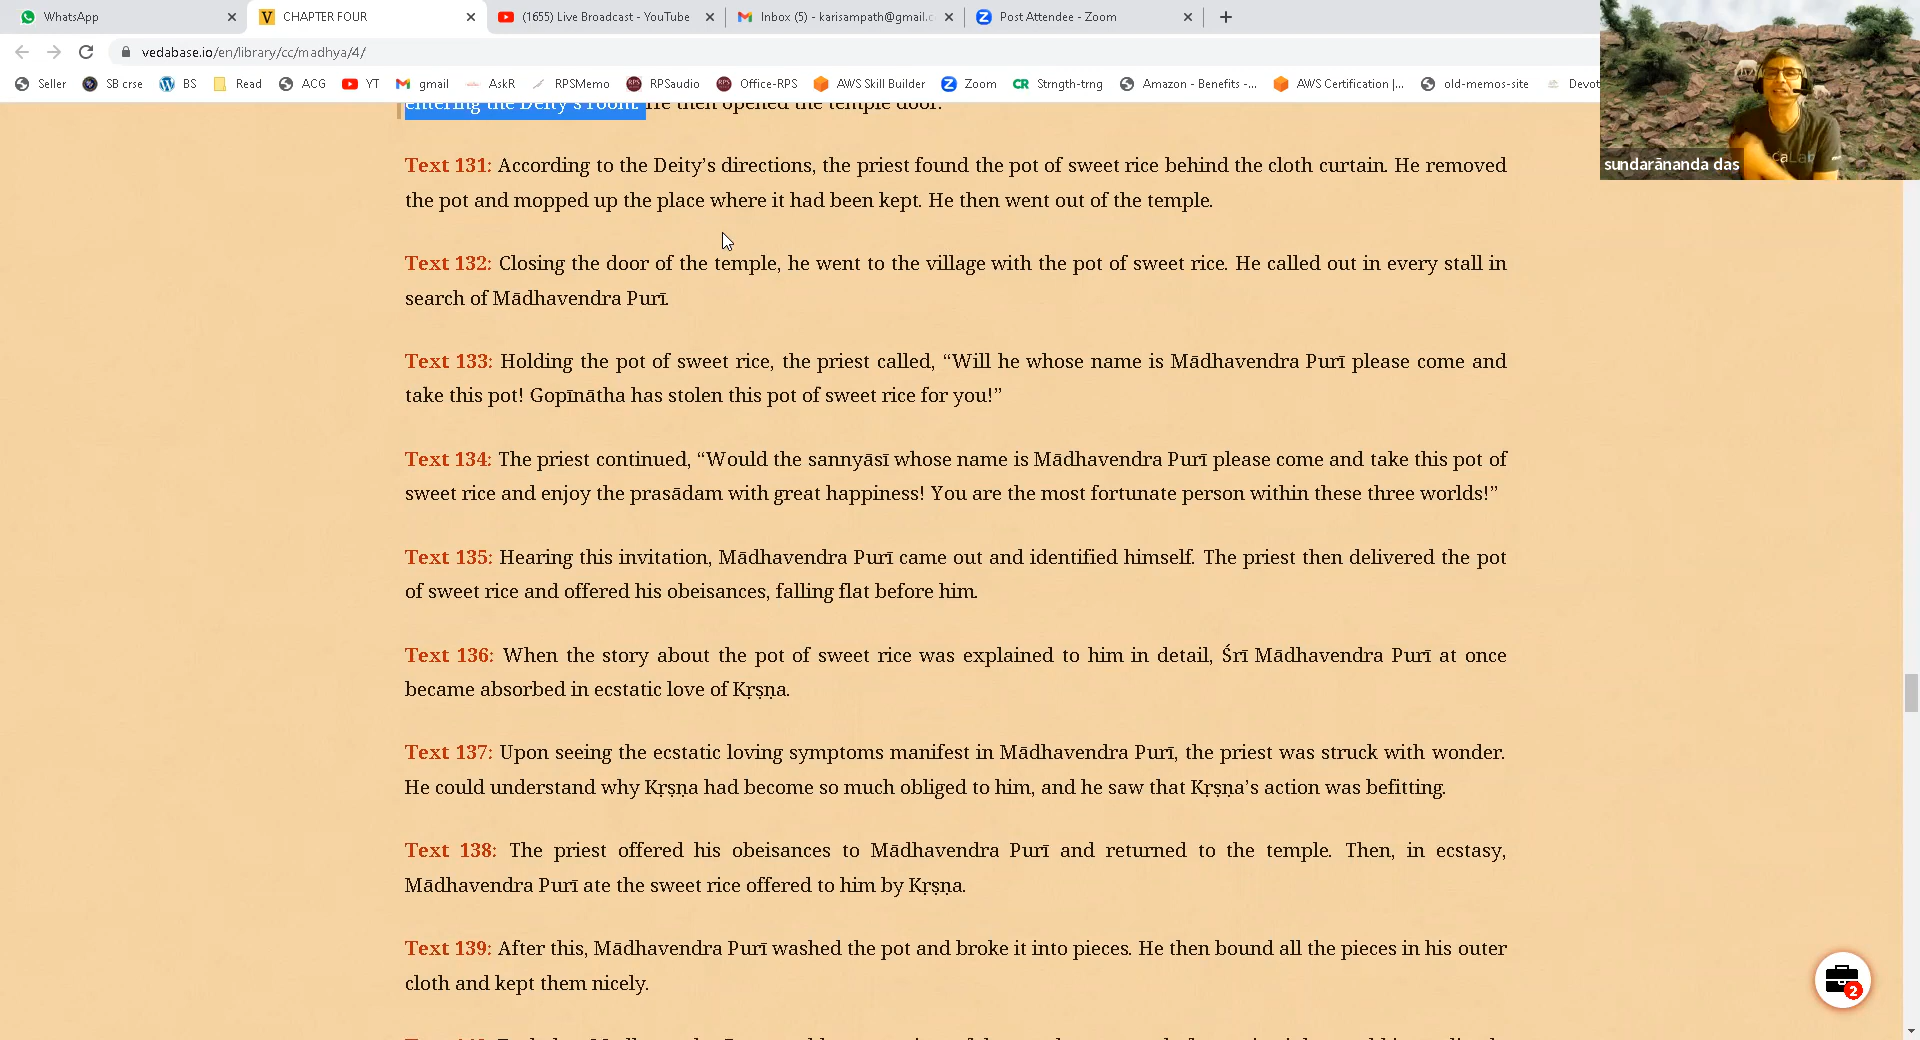 WhatsApp
CHAPTER FOUR
(1655) Live Broadcast - YouTube
Inbox (5) - karisampath@gmail.c
Post Attendee - Zoom
vedabase.io/en/library/cc/madhya/4/
Seller SB crse BS Read ACG YT gmail AskR RPSMemo RPSaudio Office-RPS AWS Skill Builder Zoom Strngth-trng Amazon - Benefits -... AWS Certification |... old-memos-site Devot
sundarānanda das
entering the Deity’s room. He then opened the temple door.
Text 131: According to the Deity’s directions, the priest found the pot of sweet rice behind the cloth curtain. He removed
the pot and mopped up the place where it had been kept. He then went out of the temple.
Text 132: Closing the door of the temple, he went to the village with the pot of sweet rice. He called out in every stall in
search of Mādhavendra Purī.
Text 133: Holding the pot of sweet rice, the priest called, “Will he whose name is Mādhavendra Purī please come and
take this pot! Gopīnātha has stolen this pot of sweet rice for you!”
Text 134: The priest continued, “Would the sannyāsī whose name is Mādhavendra Purī please come and take this pot of
sweet rice and enjoy the prasādam with great happiness! You are the most fortunate person within these three worlds!”
Text 135: Hearing this invitation, Mādhavendra Purī came out and identified himself. The priest then delivered the pot
of sweet rice and offered his obeisances, falling flat before him.
Text 136: When the story about the pot of sweet rice was explained to him in detail, Śrī Mādhavendra Purī at once
became absorbed in ecstatic love of Kṛṣṇa.
Text 137: Upon seeing the ecstatic loving symptoms manifest in Mādhavendra Purī, the priest was struck with wonder.
He could understand why Kṛṣṇa had become so much obliged to him, and he saw that Kṛṣṇa’s action was befitting.
Text 138: The priest offered his obeisances to Mādhavendra Purī and returned to the temple. Then, in ecstasy,
Mādhavendra Purī ate the sweet rice offered to him by Kṛṣṇa.
Text 139: After this, Mādhavendra Purī washed the pot and broke it into pieces. He then bound all the pieces in his outer
cloth and kept them nicely.
2